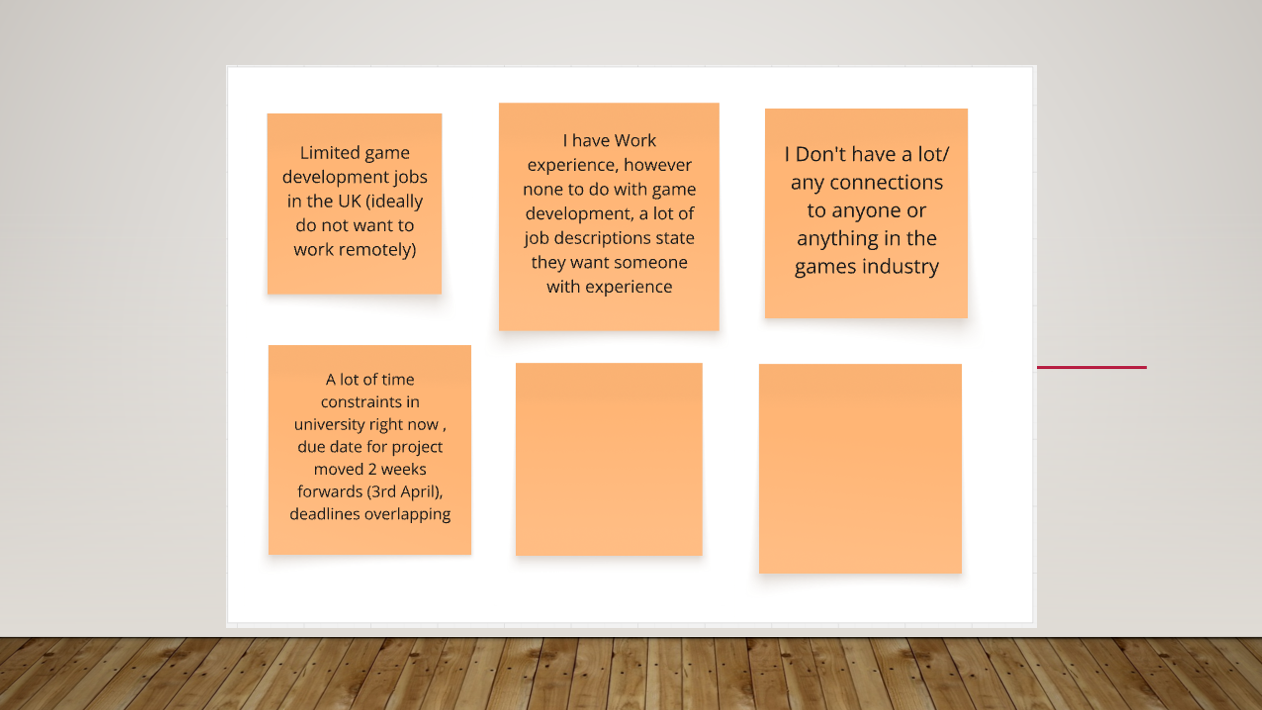 Limited game
development jobs
in the UK (ideally
do not want to
work remotely)
I have Work
experience, however
none to do with game
development, a lot of
job descriptions state
they want someone
with experience
I Don't have a lot/
any connections
to anyone or
anything in the
games industry
A lot of time
constraints in
university right now ,
due date for project
moved 2 weeks
forwards (3rd April),
deadlines overlapping